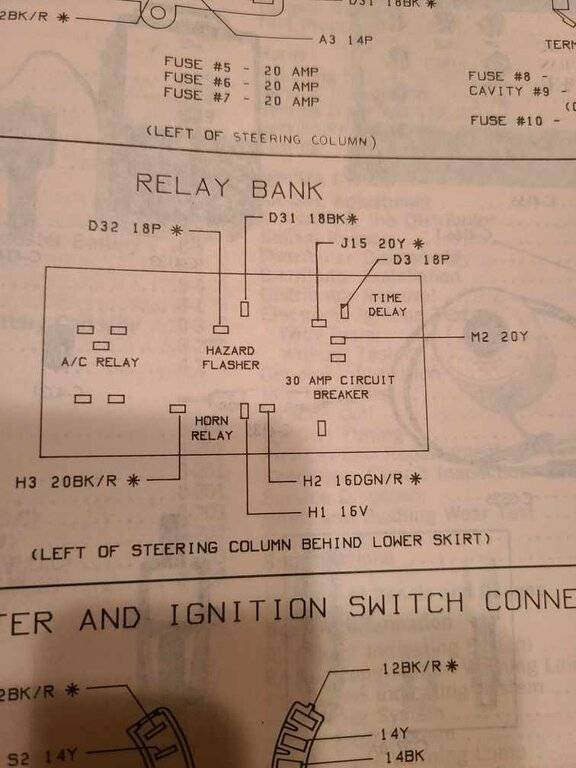 2BK/R *
D31 18BK *
A3 14P
TERM
FUSE #5 - 20 AMP
FUSE #6 - 20 AMP
FUSE #7 - 20 AMP
FUSE #8 -
CAVITY #9 -
FUSE #10 -
(LEFT OF STEERING COLUMN)
RELAY BANK
D32 18P *
D31 18BK*
J15 20Y *
D3 18P
TIME
DELAY
M2 20Y
A/C RELAY
HAZARD
FLASHER
30 AMP CIRCUIT
BREAKER
HORN
RELAY
H3 20BK/R *
H2 16DGN/R *
H1 16V
(LEFT OF STEERING COLUMN BEHIND LOWER SKIRT)
TER AND IGNITION SWITCH CONNE
2BK/R *
12BK/R *
S2 14Y
14Y
14BK